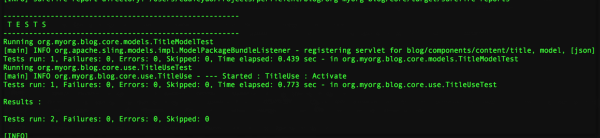 -------------------------------------------------------
T E S T S
-------------------------------------------------------
Running org.myorg.blog.core.models.TitleModelTest
[main] INFO org.apache.sling.models.impl.ModelPackageBundleListener - registering servlet for blog/components/content/title, model, [json]
Tests run: 1, Failures: 0, Errors: 0, Skipped: 0, Time elapsed: 0.439 sec - in org.myorg.blog.core.models.TitleModelTest
Running org.myorg.blog.core.use.TitleUseTest
[main] INFO org.myorg.blog.core.use.TitleUse - --- Started : TitleUse : Activate
Tests run: 1, Failures: 0, Errors: 0, Skipped: 0, Time elapsed: 0.773 sec - in org.myorg.blog.core.use.TitleUseTest
Results :
Tests run: 2, Failures: 0, Errors: 0, Skipped: 0
[INFO]